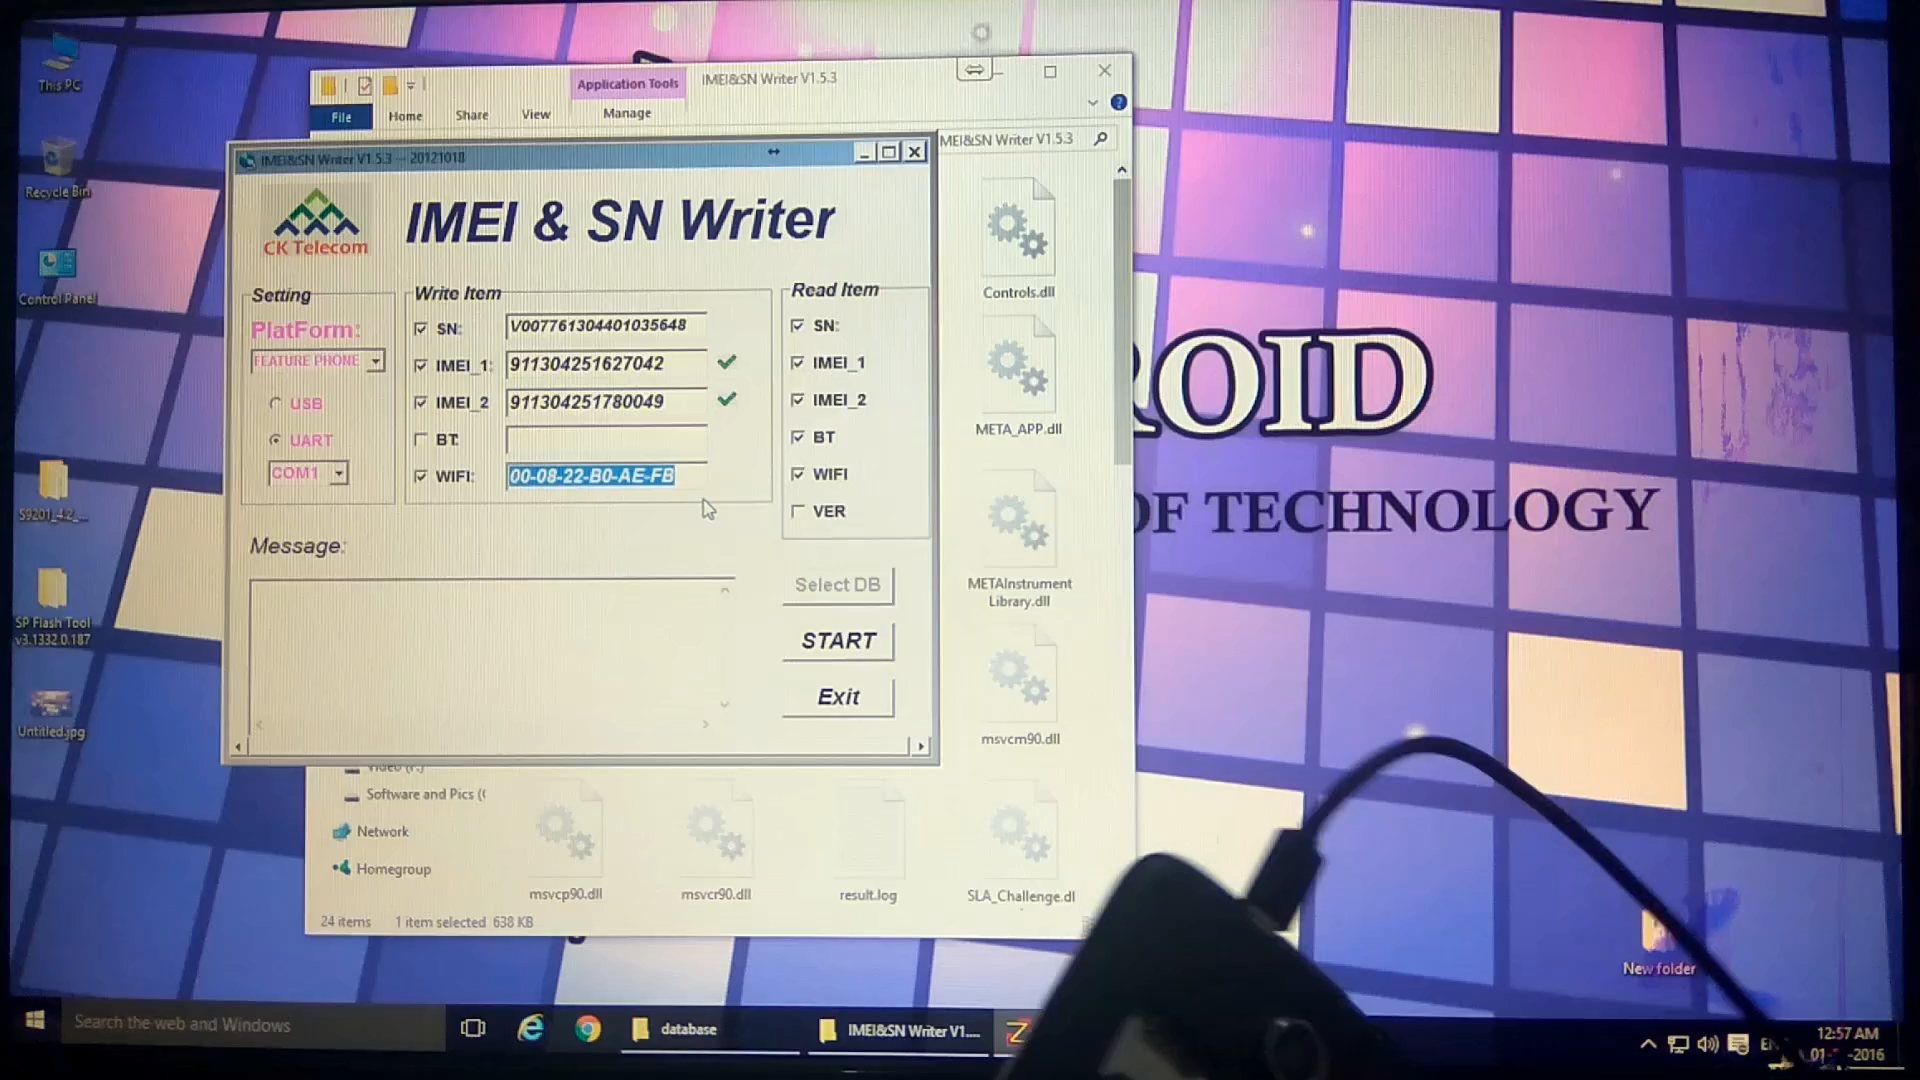 This PC
Recycle Bin
Control Panel
S9201_4.2_...
SP Flash Tool
v3.1332.0.187
Untitled.jpg
Application Tools
IMEI&SN Writer V1.5.3
File
Home
Share
View
Manage
MEI&SN Writer V1.5.3
IMEI&SN Writer V1.5.3 -- 20121018
CK Telecom
IMEI & SN Writer
Setting
PlatForm:
FEATURE PHONE
USB
UART
COM1
Write Item
SN:
V007761304401035648
IMEI_1:
911304251627042
IMEI_2
911304251780049
BT:
WIFI:
00-08-22-B0-AE-FB
Read Item
SN:
IMEI_1
IMEI_2
BT
WIFI
VER
Message:
Select DB
START
Exit
Controls.dll
META_APP.dll
METAInstrument
Library.dll
msvcm90.dll
Software and Pics (
Network
Homegroup
msvcp90.dll
msvcr90.dll
result.log
SLA_Challenge.dl
24 items
1 item selected 638 KB
ROID
OF TECHNOLOGY
New folder
Search the web and Windows
database
IMEI&SN Writer V1....
12:57 AM